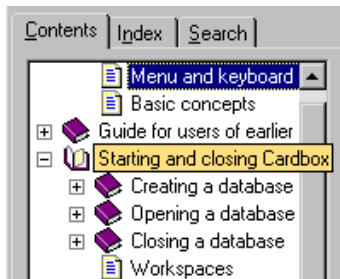 Contents Index Search
Menu and keyboard
Basic concepts
Guide for users of earlier
Starting and closing Cardbox
Creating a database
Opening a database
Closing a database
Workspaces